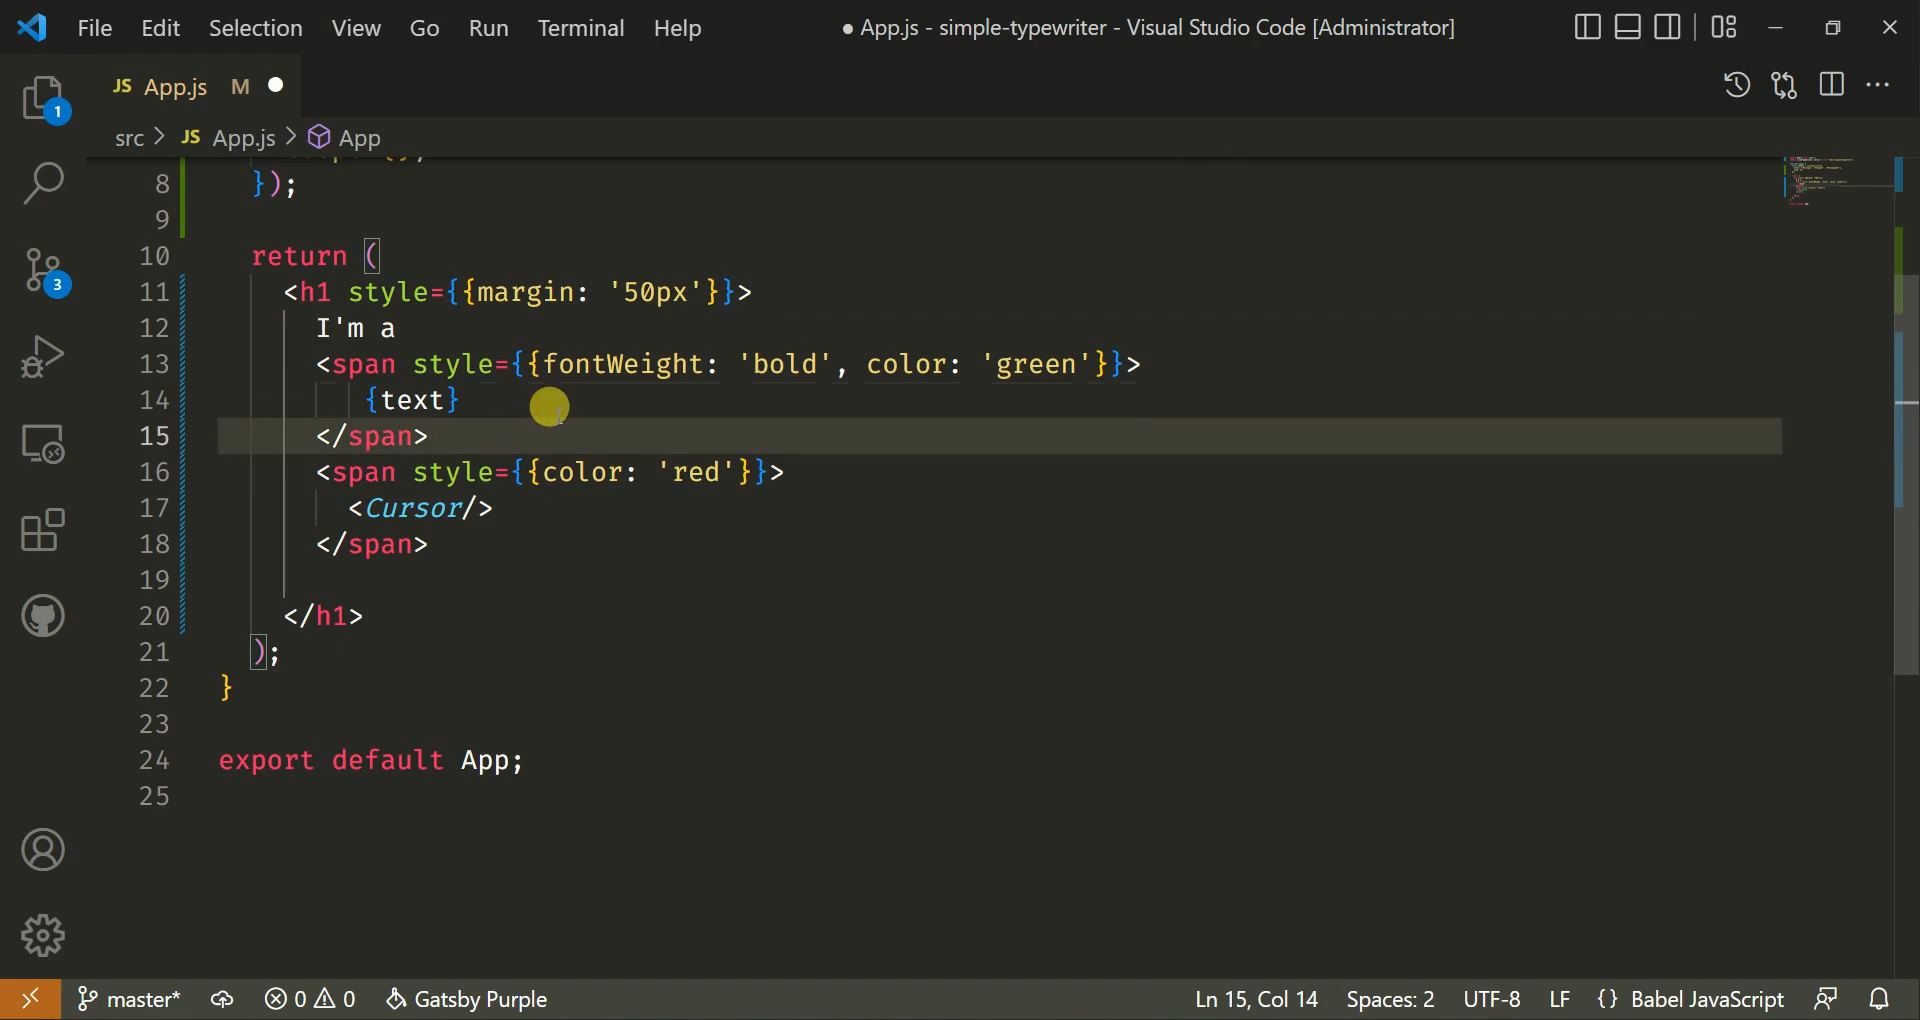 File Edit Selection View Go Run Terminal Help ● App.js - simple-typewriter - Visual Studio Code [Administrator]
JS App.js M
src > JS App.js > App
1
3
8 });
9
10 return (
11 <h1 style={{margin: '50px'}}>
12 I'm a
13 <span style={{fontWeight: 'bold', color: 'green'}}>
14 {text}
15 </span>
16 <span style={{color: 'red'}}>
17 <Cursor/>
18 </span>
19
20 </h1>
21 );
22 }
23
24 export default App;
25
master* 0 0 Gatsby Purple Ln 15, Col 14 Spaces: 2 UTF-8 LF {} Babel JavaScript